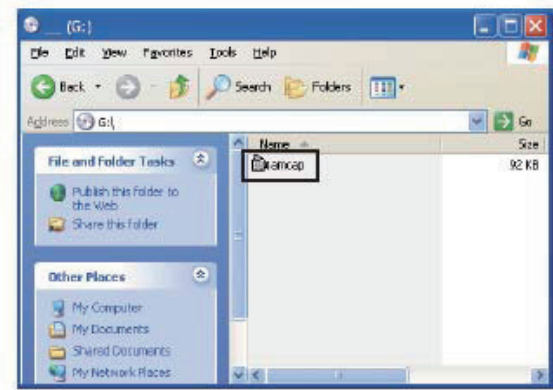 __ (G:)
File Edit View Favorites Tools Help
Back Search Folders
Address G:\ Go
Name Size
amcap 92 KB
File and Folder Tasks
Publish this folder to
the Web
Share this folder
Other Places
My Computer
My Documents
Shared Documents
My Network Places